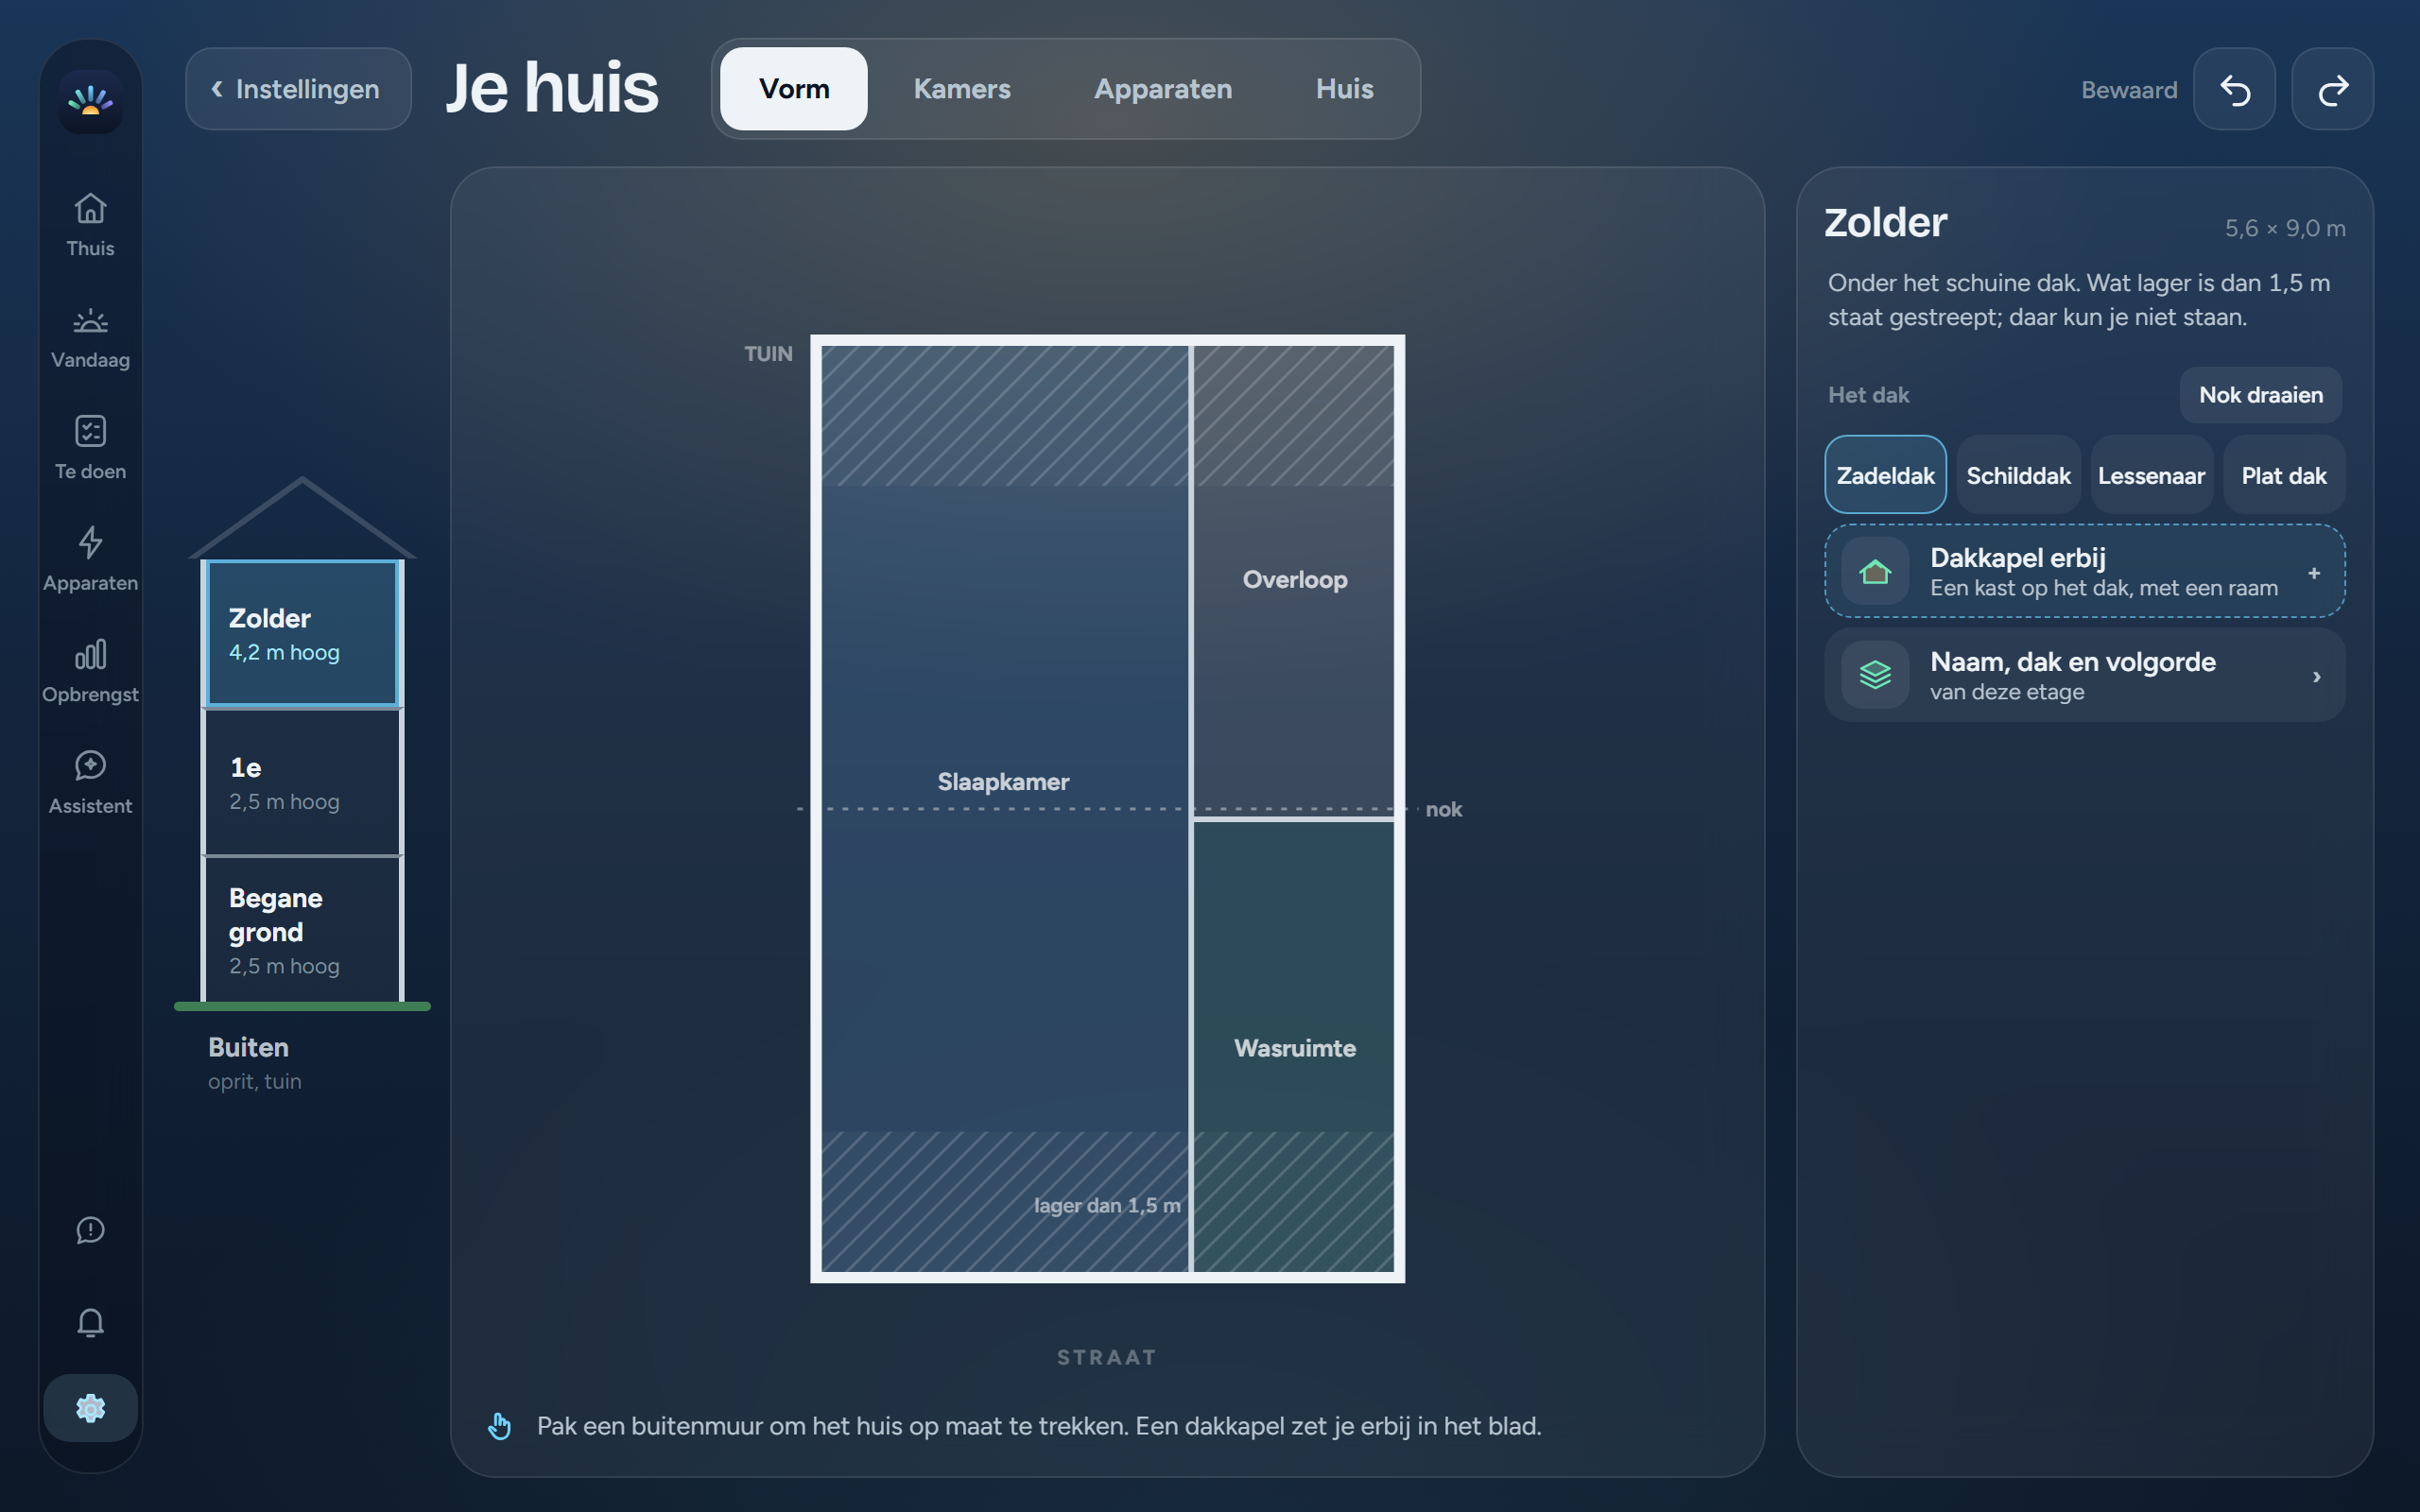 ‹ Instellingen
Je huis
Vorm
Kamers
Apparaten
Huis
Bewaard
Thuis
Vandaag
Te doen
Apparaten
Opbrengst
Assistent
Zolder
4,2 m hoog
1e
2,5 m hoog
Begane
grond
2,5 m hoog
Buiten
oprit, tuin
TUIN
Overloop
Slaapkamer
nok
Wasruimte
lager dan 1,5 m
STRAAT
Pak een buitenmuur om het huis op maat te trekken. Een dakkapel zet je erbij in het blad.
Zolder
5,6 × 9,0 m
Onder het schuine dak. Wat lager is dan 1,5 m
staat gestreept; daar kun je niet staan.
Het dak
Nok draaien
Zadeldak
Schilddak
Lessenaar
Plat dak
Dakkapel erbij
Een kast op het dak, met een raam
+
Naam, dak en volgorde
van deze etage
›